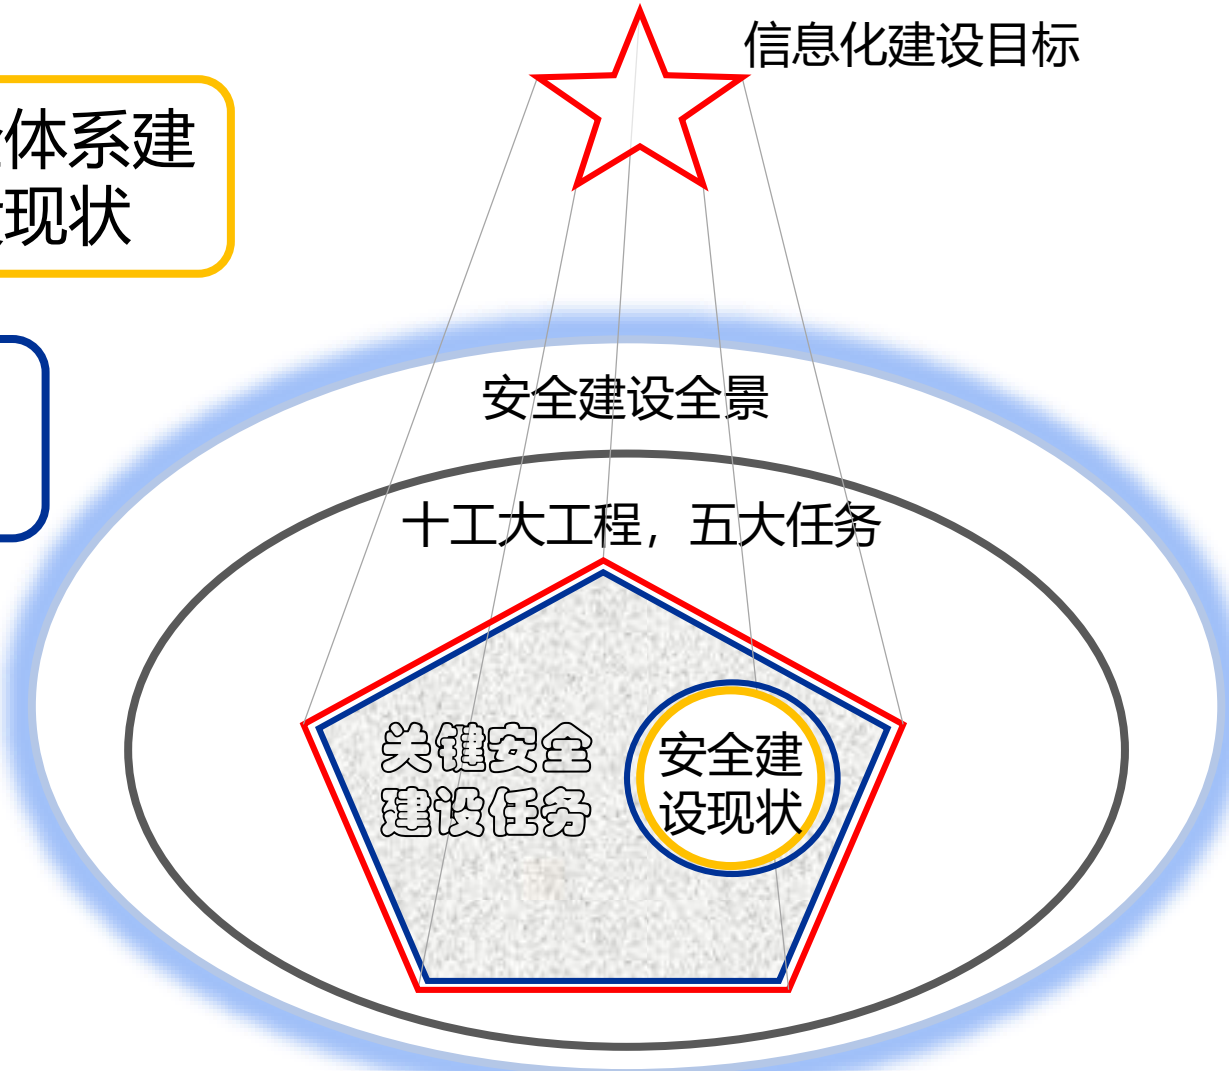 信息化建设目标
体系建
现状
安全建设全景
十工大工程，五大任务
关键安全
建设任务
安全建
设现状